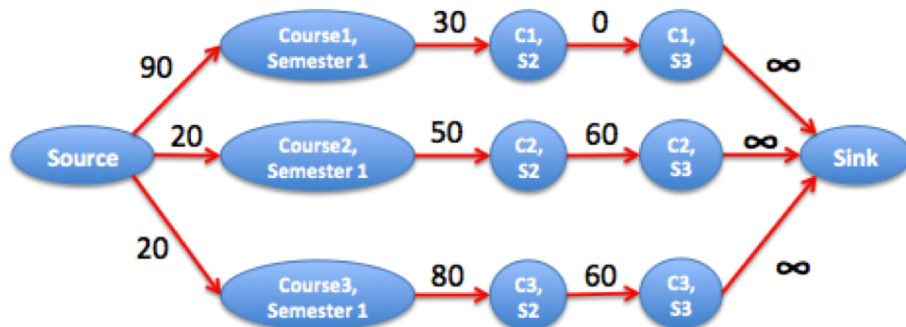 90
Course1,
Semester 1
30
C1,
S2
0
C1,
S3
∞
Source
20
Course2,
Semester 1
50
C2,
S2
60
C2,
S3
∞
Sink
20
Course3,
Semester 1
80
C3,
S2
60
C3,
S3
∞